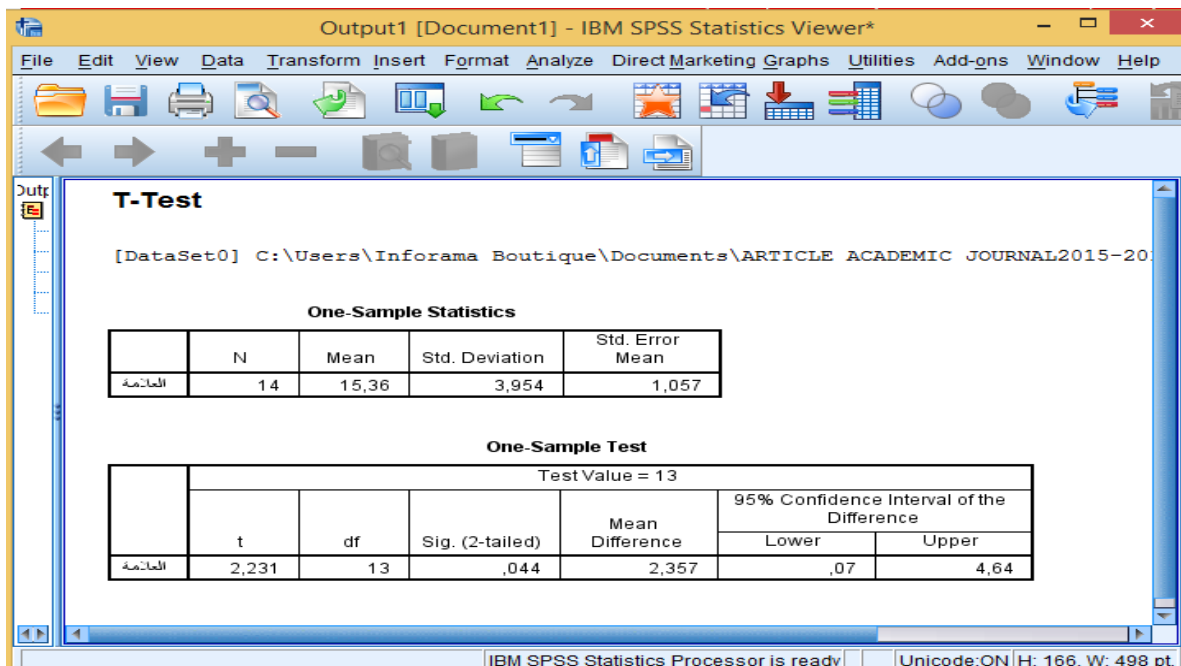 Output1 [Document1] - IBM SPSS Statistics Viewer*
File Edit View Data Transform Insert Format Analyze Direct Marketing Graphs Utilities Add-ons Window Help
Outp
T-Test
[DataSet0] C:\Users\Inforama Boutique\Documents\ARTICLE ACADEMIC JOURNAL2015-20
One-Sample Statistics
N Mean Std. Deviation Std. Error Mean
العلامة 14 15,36 3,954 1,057
One-Sample Test
Test Value = 13
t df Sig. (2-tailed) Mean Difference 95% Confidence Interval of the Difference
Lower Upper
العلامة 2,231 13 ,044 2,357 ,07 4,64
IBM SPSS Statistics Processor is ready Unicode:ON H: 166, W: 498 pt.